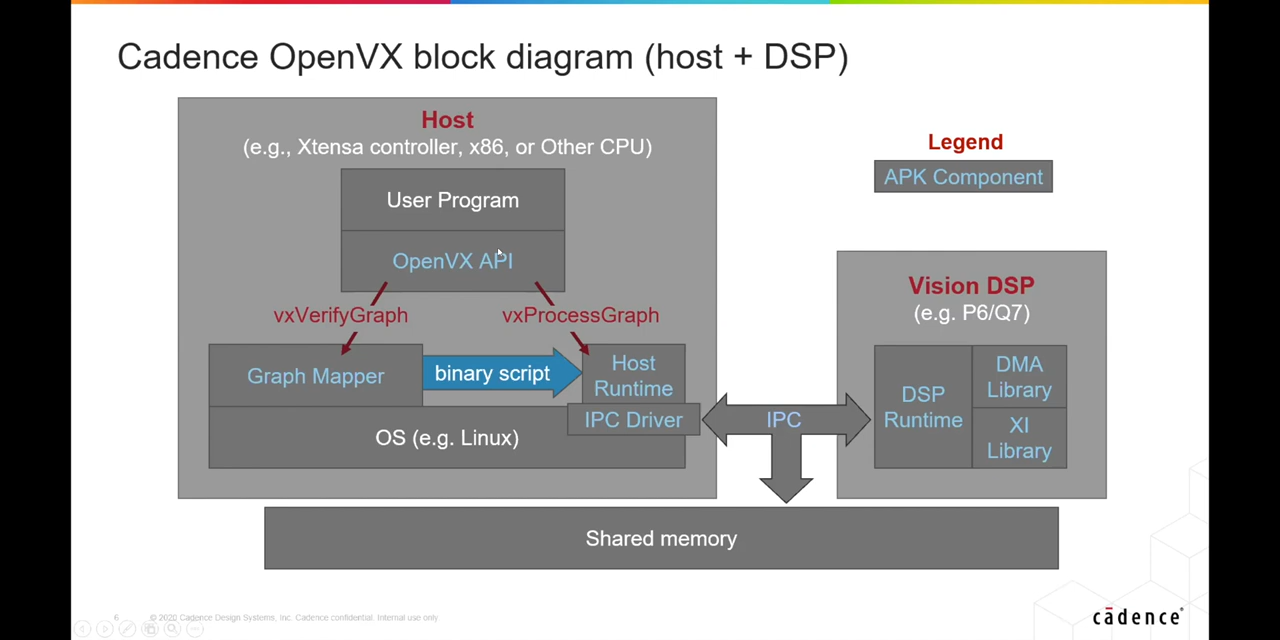 Cadence OpenVX block diagram (host + DSP)
Host
(e.g., Xtensa controller, x86, or Other CPU)
User Program
OpenVX API
vxVerifyGraph
vxProcessGraph
Graph Mapper
binary script
Host
Runtime
IPC Driver
OS (e.g. Linux)
IPC
Legend
APK Component
Vision DSP
(e.g. P6/Q7)
DSP
Runtime
DMA
Library
XI
Library
Shared memory
6 © 2020 Cadence Design Systems, Inc. Cadence confidential. Internal use only
cādence®